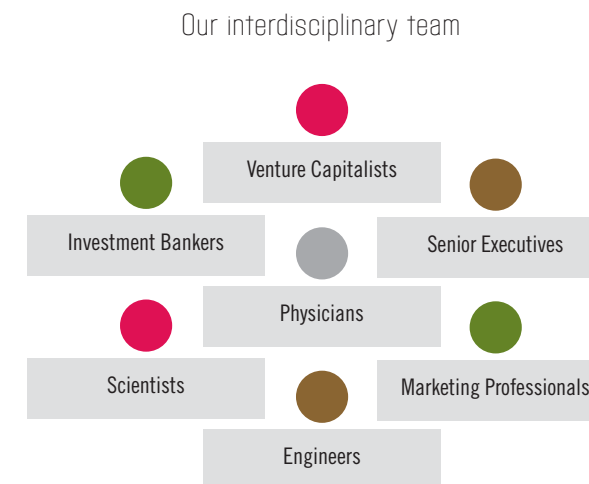 Our interdisciplinary team
Venture Capitalists
Investment Bankers
Senior Executives
Physicians
Scientists
Marketing Professionals
Engineers